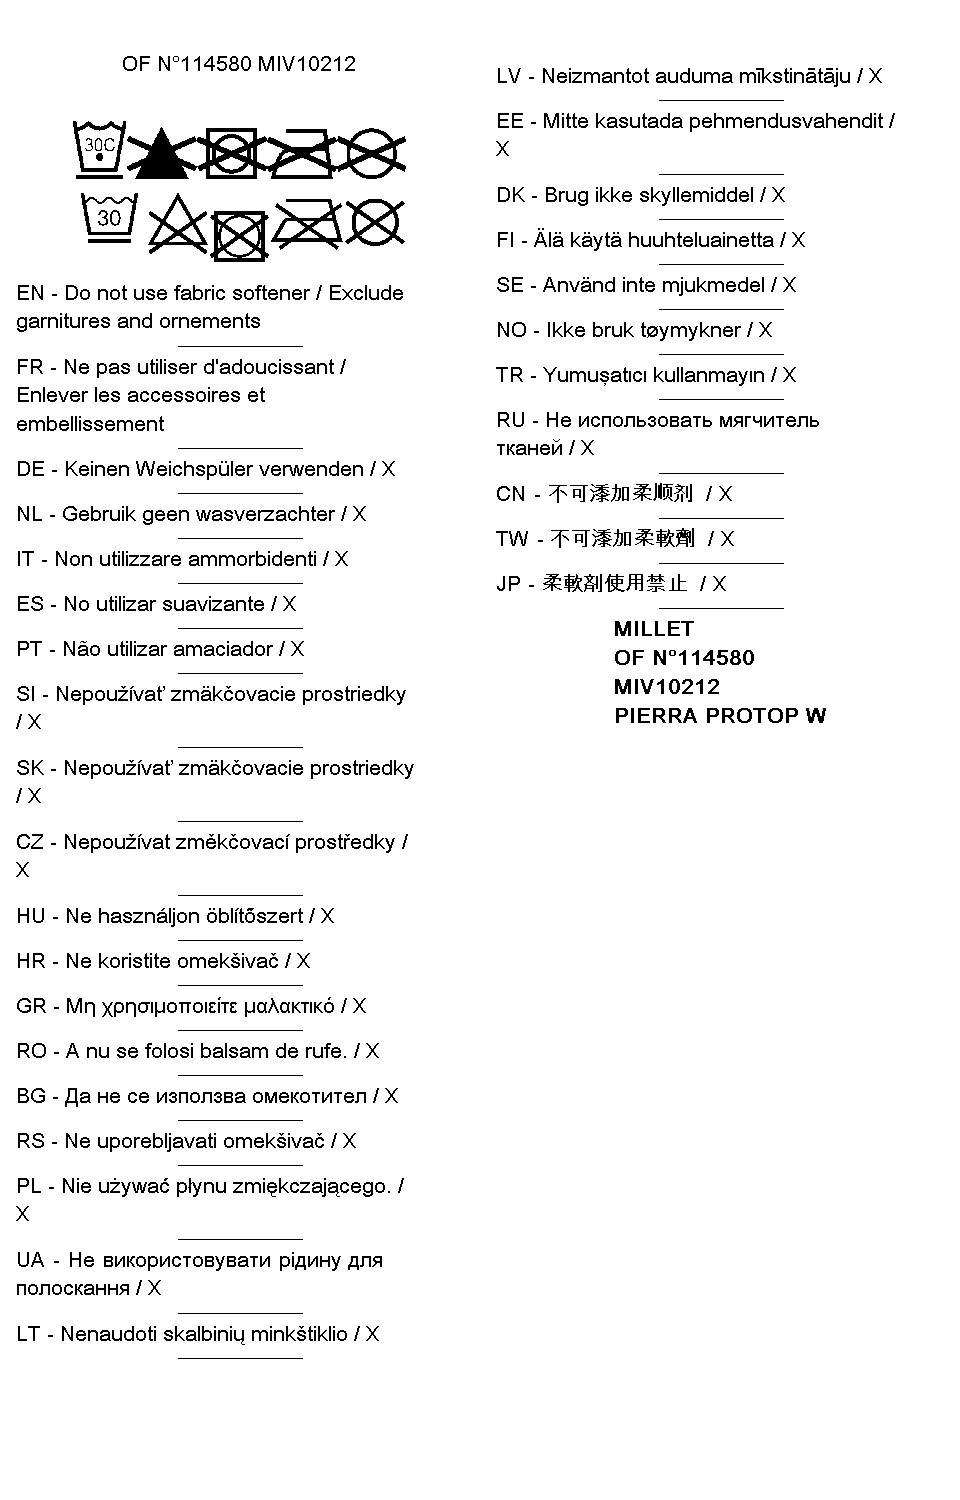 OF N°114580 MIV10212
30C
30
EN - Do not use fabric softener / Exclude
garnitures and ornements
FR - Ne pas utiliser d'adoucissant /
Enlever les accessoires et
embellissement
DE - Keinen Weichspüler verwenden / X
NL - Gebruik geen wasverzachter / X
IT - Non utilizzare ammorbidenti / X
ES - No utilizar suavizante / X
PT - Não utilizar amaciador / X
SI - Nepoužívať zmäkčovacie prostriedky
/ X
SK - Nepoužívať zmäkčovacie prostriedky
/ X
CZ - Nepoužívat změkčovací prostředky /
X
HU - Ne használjon öblítőszert / X
HR - Ne koristite omekšivač / X
GR - Μη χρησιμοποιείτε μαλακτικό / X
RO - A nu se folosi balsam de rufe. / X
BG - Да не се използва омекотител / X
RS - Ne uporebljavati omekšivač / X
PL - Nie używać płynu zmiękczającego. /
X
UA - Не використовувати рідину для
полоскання / X
LT - Nenaudoti skalbinių minkštiklio / X
LV - Neizmantot auduma mīkstinātāju / X
EE - Mitte kasutada pehmendusvahendit /
X
DK - Brug ikke skyllemiddel / X
FI - Älä käytä huuhteluainetta / X
SE - Använd inte mjukmedel / X
NO - Ikke bruk tøymykner / X
TR - Yumuşatıcı kullanmayın / X
RU - Не использовать мягчитель
тканей / X
CN - 不可漆加柔顺剂 / X
TW - 不可漆加柔軟劑 / X
JP - 柔軟剤使用禁止 / X
MILLET
OF N°114580
MIV10212
PIERRA PROTOP W